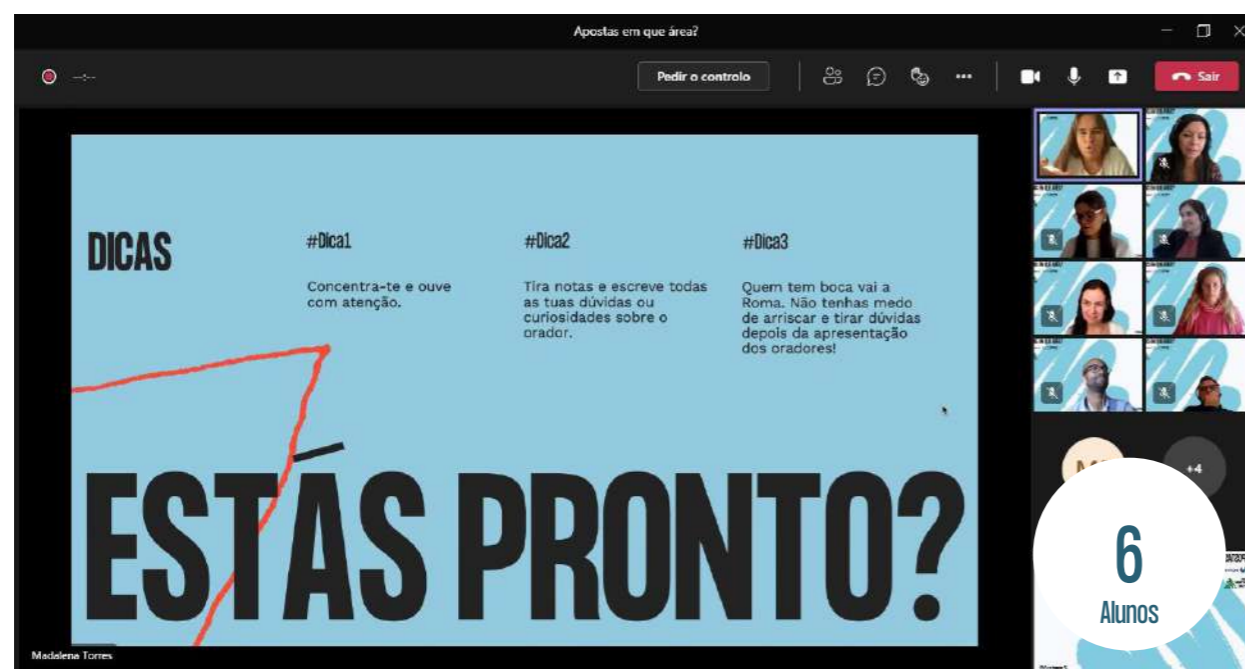 Apostas em que área?
--:--
Pedir o controlo
Sair
DICAS
#Dica1
Concentra-te e ouve
com atenção.
#Dica2
Tira notas e escreve todas
as tuas dúvidas ou
curiosidades sobre o
orador.
#Dica3
Quem tem boca vai a
Roma. Não tenhas medo
de arriscar e tirar dúvidas
depois da apresentação
dos oradores!
ESTÁS PRONTO?
+4
6
Alunos
Madalena Torres